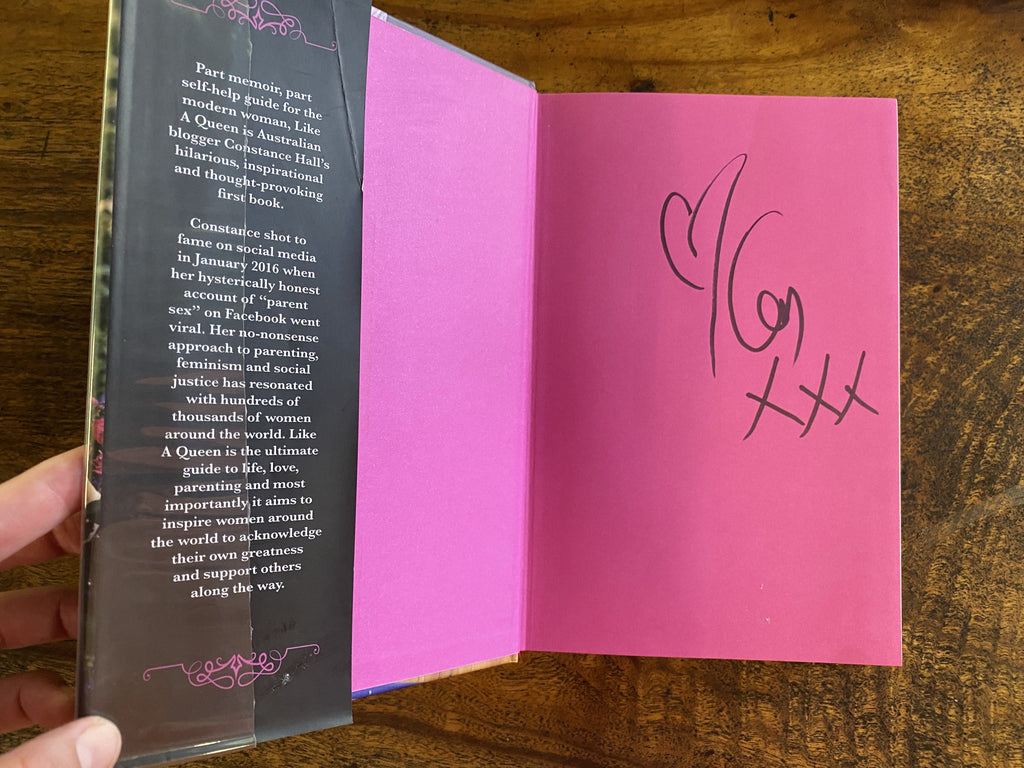 Part memoir, part
self-help guide for the
modern woman, Like
A Queen is Australian
blogger Constance Hall's
hilarious, inspirational
and thought-provoking
first book.
Constance shot to
fame on social media
in January 2016 when
her hysterically honest
account of “parent
sex” on Facebook went
viral. Her no-nonsense
approach to parenting,
feminism and social
justice has resonated
with hundreds of
thousands of women
around the world. Like
A Queen is the ultimate
guide to life, love,
parenting and most
importantly it aims to
inspire women around
the world to acknowledge
their own greatness
and support others
along the way.
Con
xxx